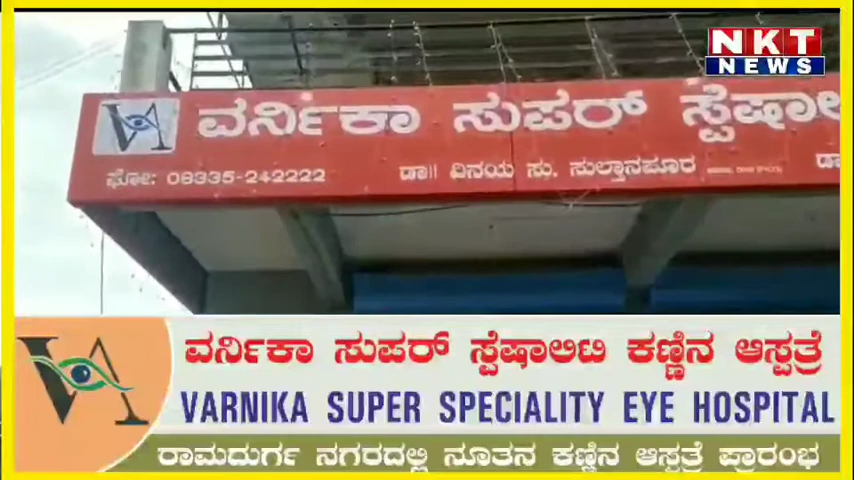 NKT
NEWS
ವರ್ನಿಕಾ ಸುಪರ್ ಸ್ಪೆಷಾಲಿ
ಫೋ: 08335-242222 ಡಾ|| ವಿನಯ ಸು. ಸುಲ್ತಾನಪೂರ
VA
ವರ್ನಿಕಾ ಸುಪರ್ ಸ್ಪೆಷಾಲಿಟಿ ಕಣ್ಣಿನ ಆಸ್ಪತ್ರೆ
VARNIKA SUPER SPECIALITY EYE HOSPITAL
ರಾಮದುರ್ಗ ನಗರದಲ್ಲಿ ನೂತನ ಕಣ್ಣಿನ ಆಸ್ಪತ್ರೆ ಪ್ರಾರಂಭ